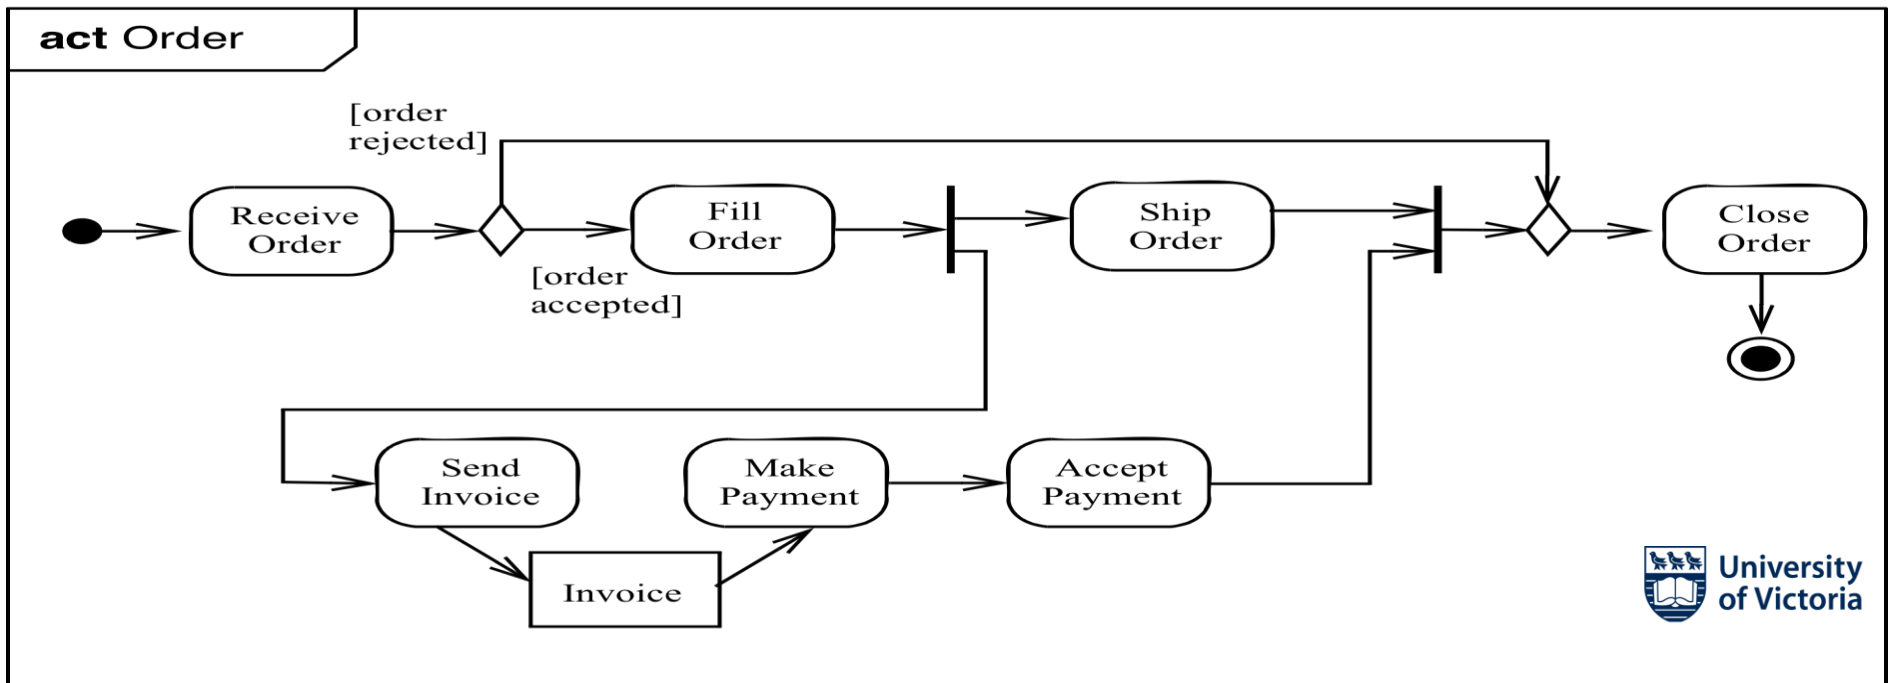 act Order
[order
rejected]
Receive
Order
Fill
Order
[order
accepted]
Ship
Order
Close
Order
Send
Invoice
Make
Payment
Accept
Payment
Invoice
University
of Victoria